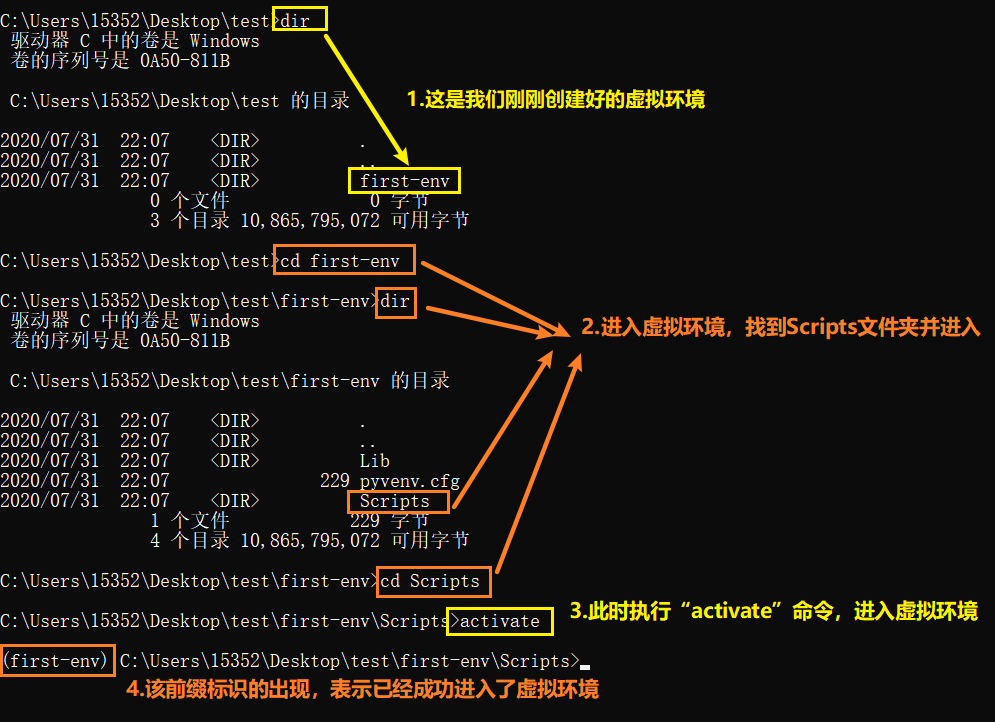 C:\Users\15352\Desktop\test>dir
驱动器 C 中的卷是 Windows
卷的序列号是 0A50-811B
C:\Users\15352\Desktop\test 的目录
1.这是我们刚刚创建好的虚拟环境
2020/07/31  22:07    <DIR>          .
2020/07/31  22:07    <DIR>          ..
2020/07/31  22:07    <DIR>          first-env
0 个文件              0 字节
3 个目录 10,865,795,072 可用字节
C:\Users\15352\Desktop\test>cd first-env
C:\Users\15352\Desktop\test\first-env>dir
驱动器 C 中的卷是 Windows
2.进入虚拟环境，找到Scripts文件夹并进入
卷的序列号是 0A50-811B
C:\Users\15352\Desktop\test\first-env 的目录
2020/07/31  22:07    <DIR>          .
2020/07/31  22:07    <DIR>          ..
2020/07/31  22:07    <DIR>          Lib
2020/07/31  22:07               229 pyvenv.cfg
2020/07/31  22:07    <DIR>          Scripts
1 个文件            229 字节
4 个目录 10,865,795,072 可用字节
C:\Users\15352\Desktop\test\first-env>cd Scripts
C:\Users\15352\Desktop\test\first-env\Scripts>activate
3.此时执行“activate”命令，进入虚拟环境
(first-env) C:\Users\15352\Desktop\test\first-env\Scripts>
4.该前缀标识的出现，表示已经成功进入了虚拟环境